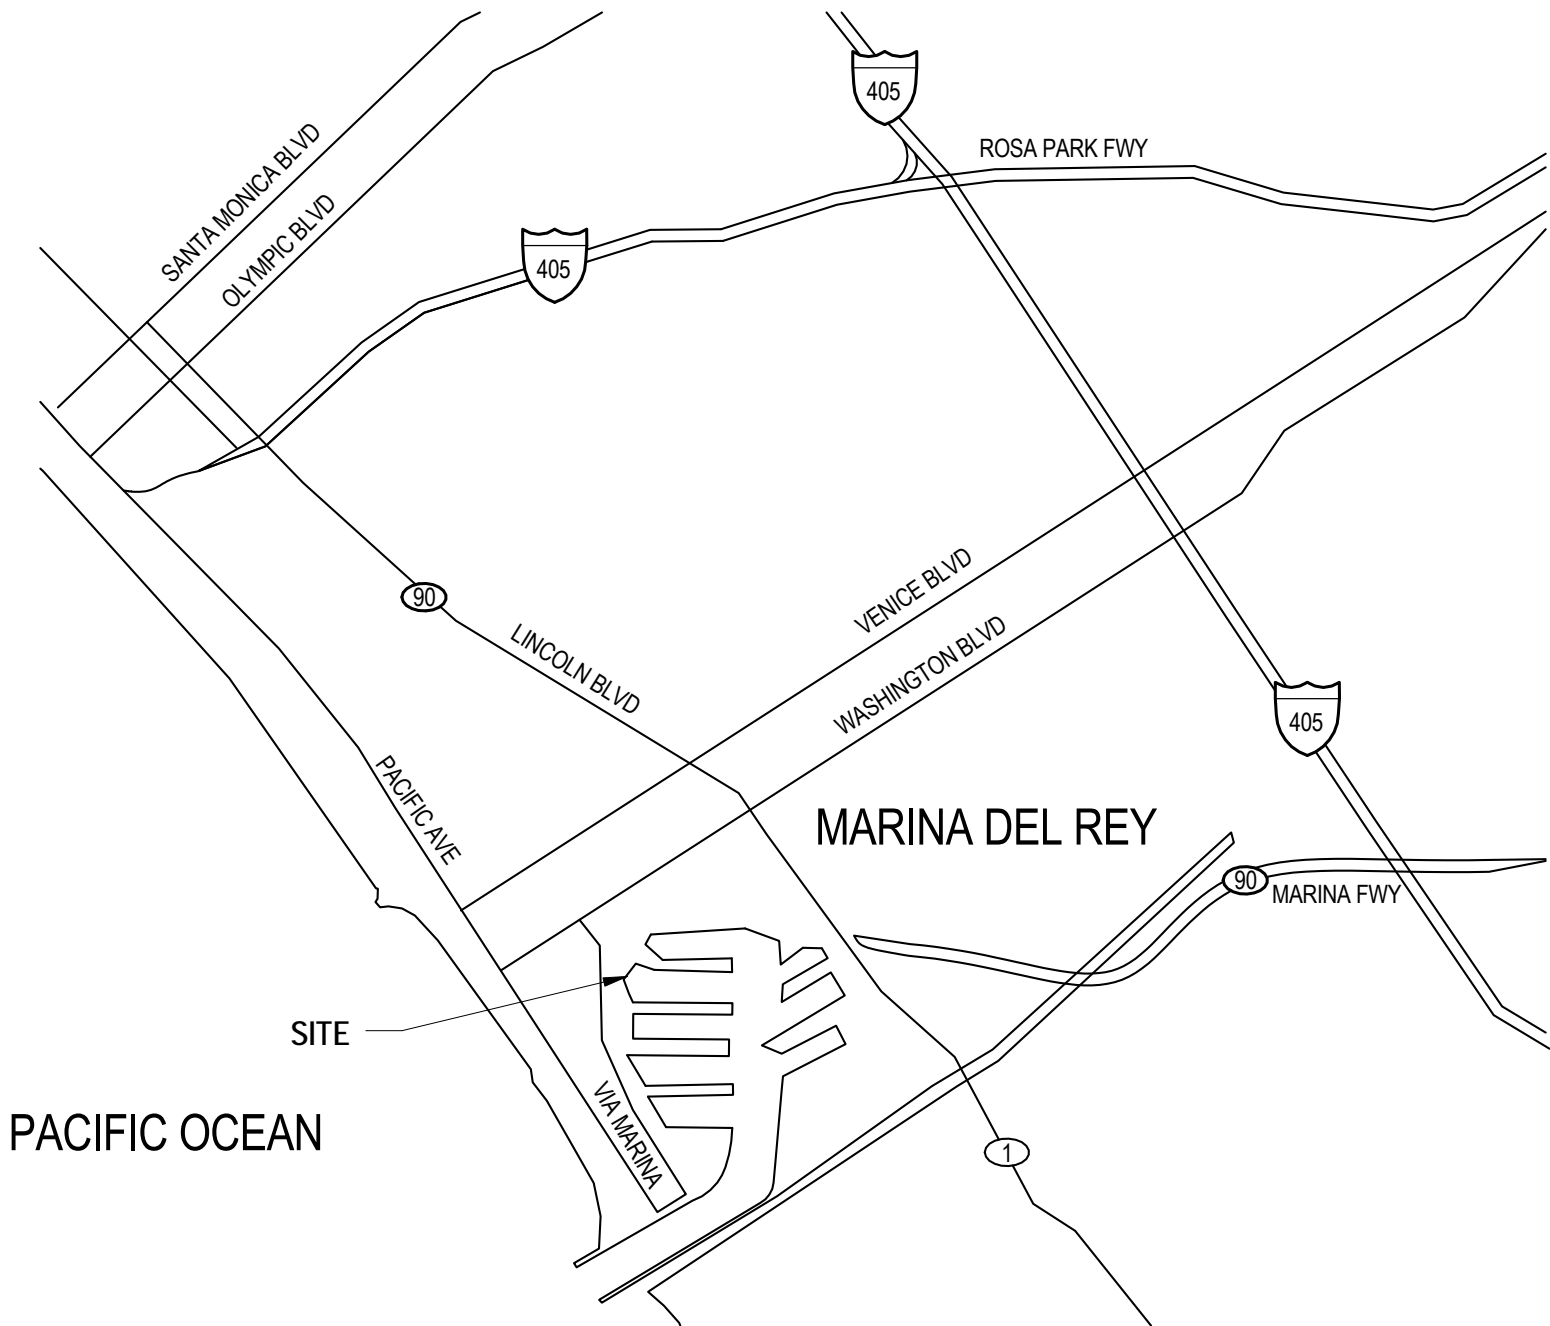 405
ROSA PARK FWY
SANTA MONICA BLVD
OLYMPIC BLVD
405
90
LINCOLN BLVD
VENICE BLVD
WASHINGTON BLVD
405
PACIFIC AVE
MARINA DEL REY
90
MARINA FWY
SITE
VIA MARINA
PACIFIC OCEAN
1